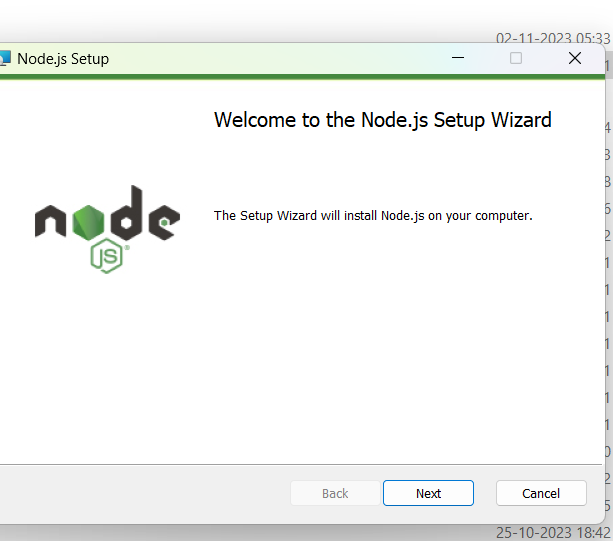 02-11-2023 05:33
Node.js Setup
Welcome to the Node.js Setup Wizard
node
JS
The Setup Wizard will install Node.js on your computer.
Back
Next
Cancel
25-10-2023 18:42